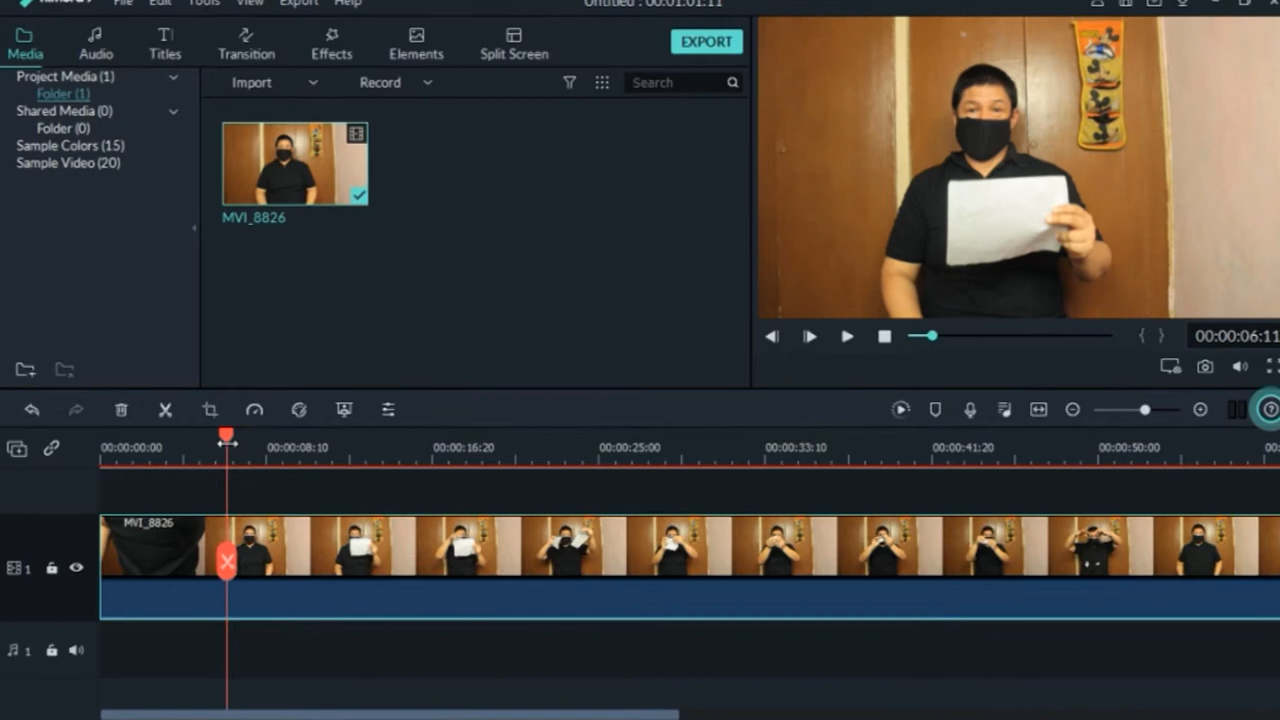 File Edit Tools View Export Help
Untitled : 00:01:01:11
Media Audio Titles Transition Effects Elements Split Screen
EXPORT
Project Media (1)
Folder (1)
Shared Media (0)
Folder (0)
Sample Colors (15)
Sample Video (20)
Import Record Search
MVI_8826
00:00:06:11
00:00:00:00 00:00:08:10 00:00:16:20 00:00:25:00 00:00:33:10 00:00:41:20 00:00:50:00
MVI_8826
1
1